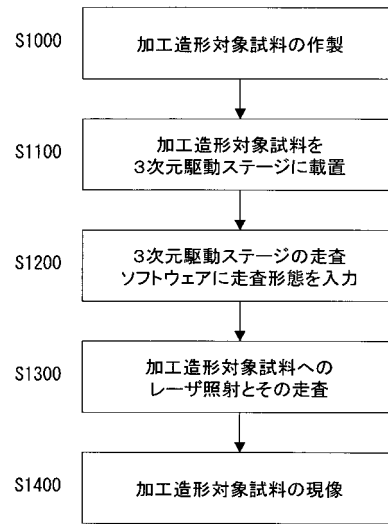 S1000
加工造形対象試料の作製
S1100
加工造形対象試料を
3次元駆動ステージに載置
S1200
3次元駆動ステージの走査
ソフトウェアに走査形態を入力
S1300
加工造形対象試料への
レーザ照射とその走査
S1400
加工造形対象試料の現像